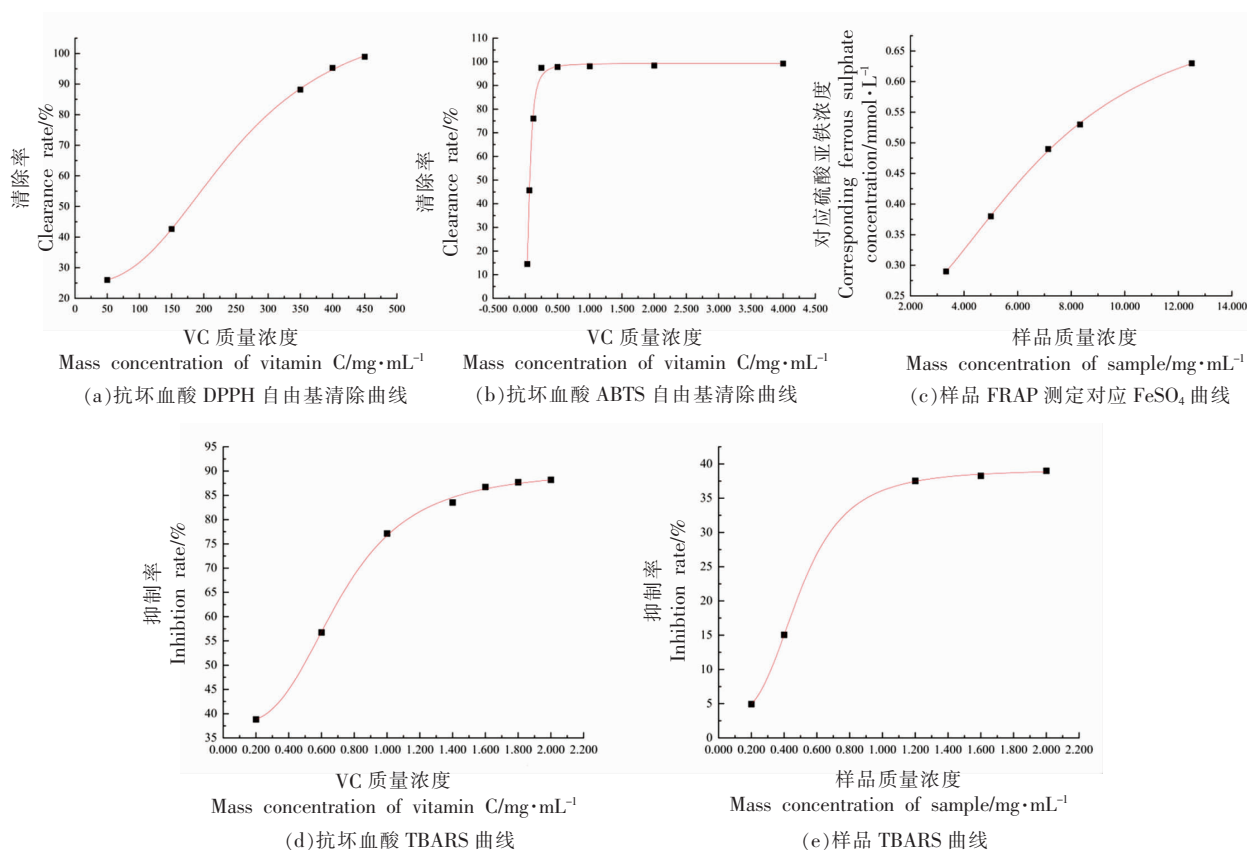 100
90
80
70
60
50
40
30
20
0 50 100 150 200 250 300 350 400 450 500
清除率
Clearance rate/%
VC 质量浓度
Mass concentration of vitamin C/mg·mL⁻¹
(a)抗坏血酸 DPPH 自由基清除曲线
110
100
90
80
70
60
50
40
30
20
10
0
-0.500 0.000 0.500 1.000 1.500 2.000 2.500 3.000 3.500 4.000 4.500
清除率
Clearance rate/%
VC 质量浓度
Mass concentration of vitamin C/mg·mL⁻¹
(b)抗坏血酸 ABTS 自由基清除曲线
0.65
0.60
0.55
0.50
0.45
0.40
0.35
0.30
0.25
2.000 4.000 6.000 8.000 10.000 12.000 14.000
对应硫酸亚铁浓度
Corresponding ferrous sulphate
concentration/mmol·L⁻¹
样品质量浓度
Mass concentration of sample/mg·mL⁻¹
(c)样品 FRAP 测定对应 FeSO₄ 曲线
95
90
85
80
75
70
65
60
55
50
45
40
35
0.000 0.200 0.400 0.600 0.800 1.000 1.200 1.400 1.600 1.800 2.000 2.200
抑制率
Inhibtion rate/%
VC 质量浓度
Mass concentration of vitamin C/mg·mL⁻¹
(d)抗坏血酸 TBARS 曲线
40
35
30
25
20
15
10
5
0
0.000 0.200 0.400 0.600 0.800 1.000 1.200 1.400 1.600 1.800 2.000 2.200
抑制率
Inhibtion rate/%
样品质量浓度
Mass concentration of sample/mg·mL⁻¹
(e)样品 TBARS 曲线